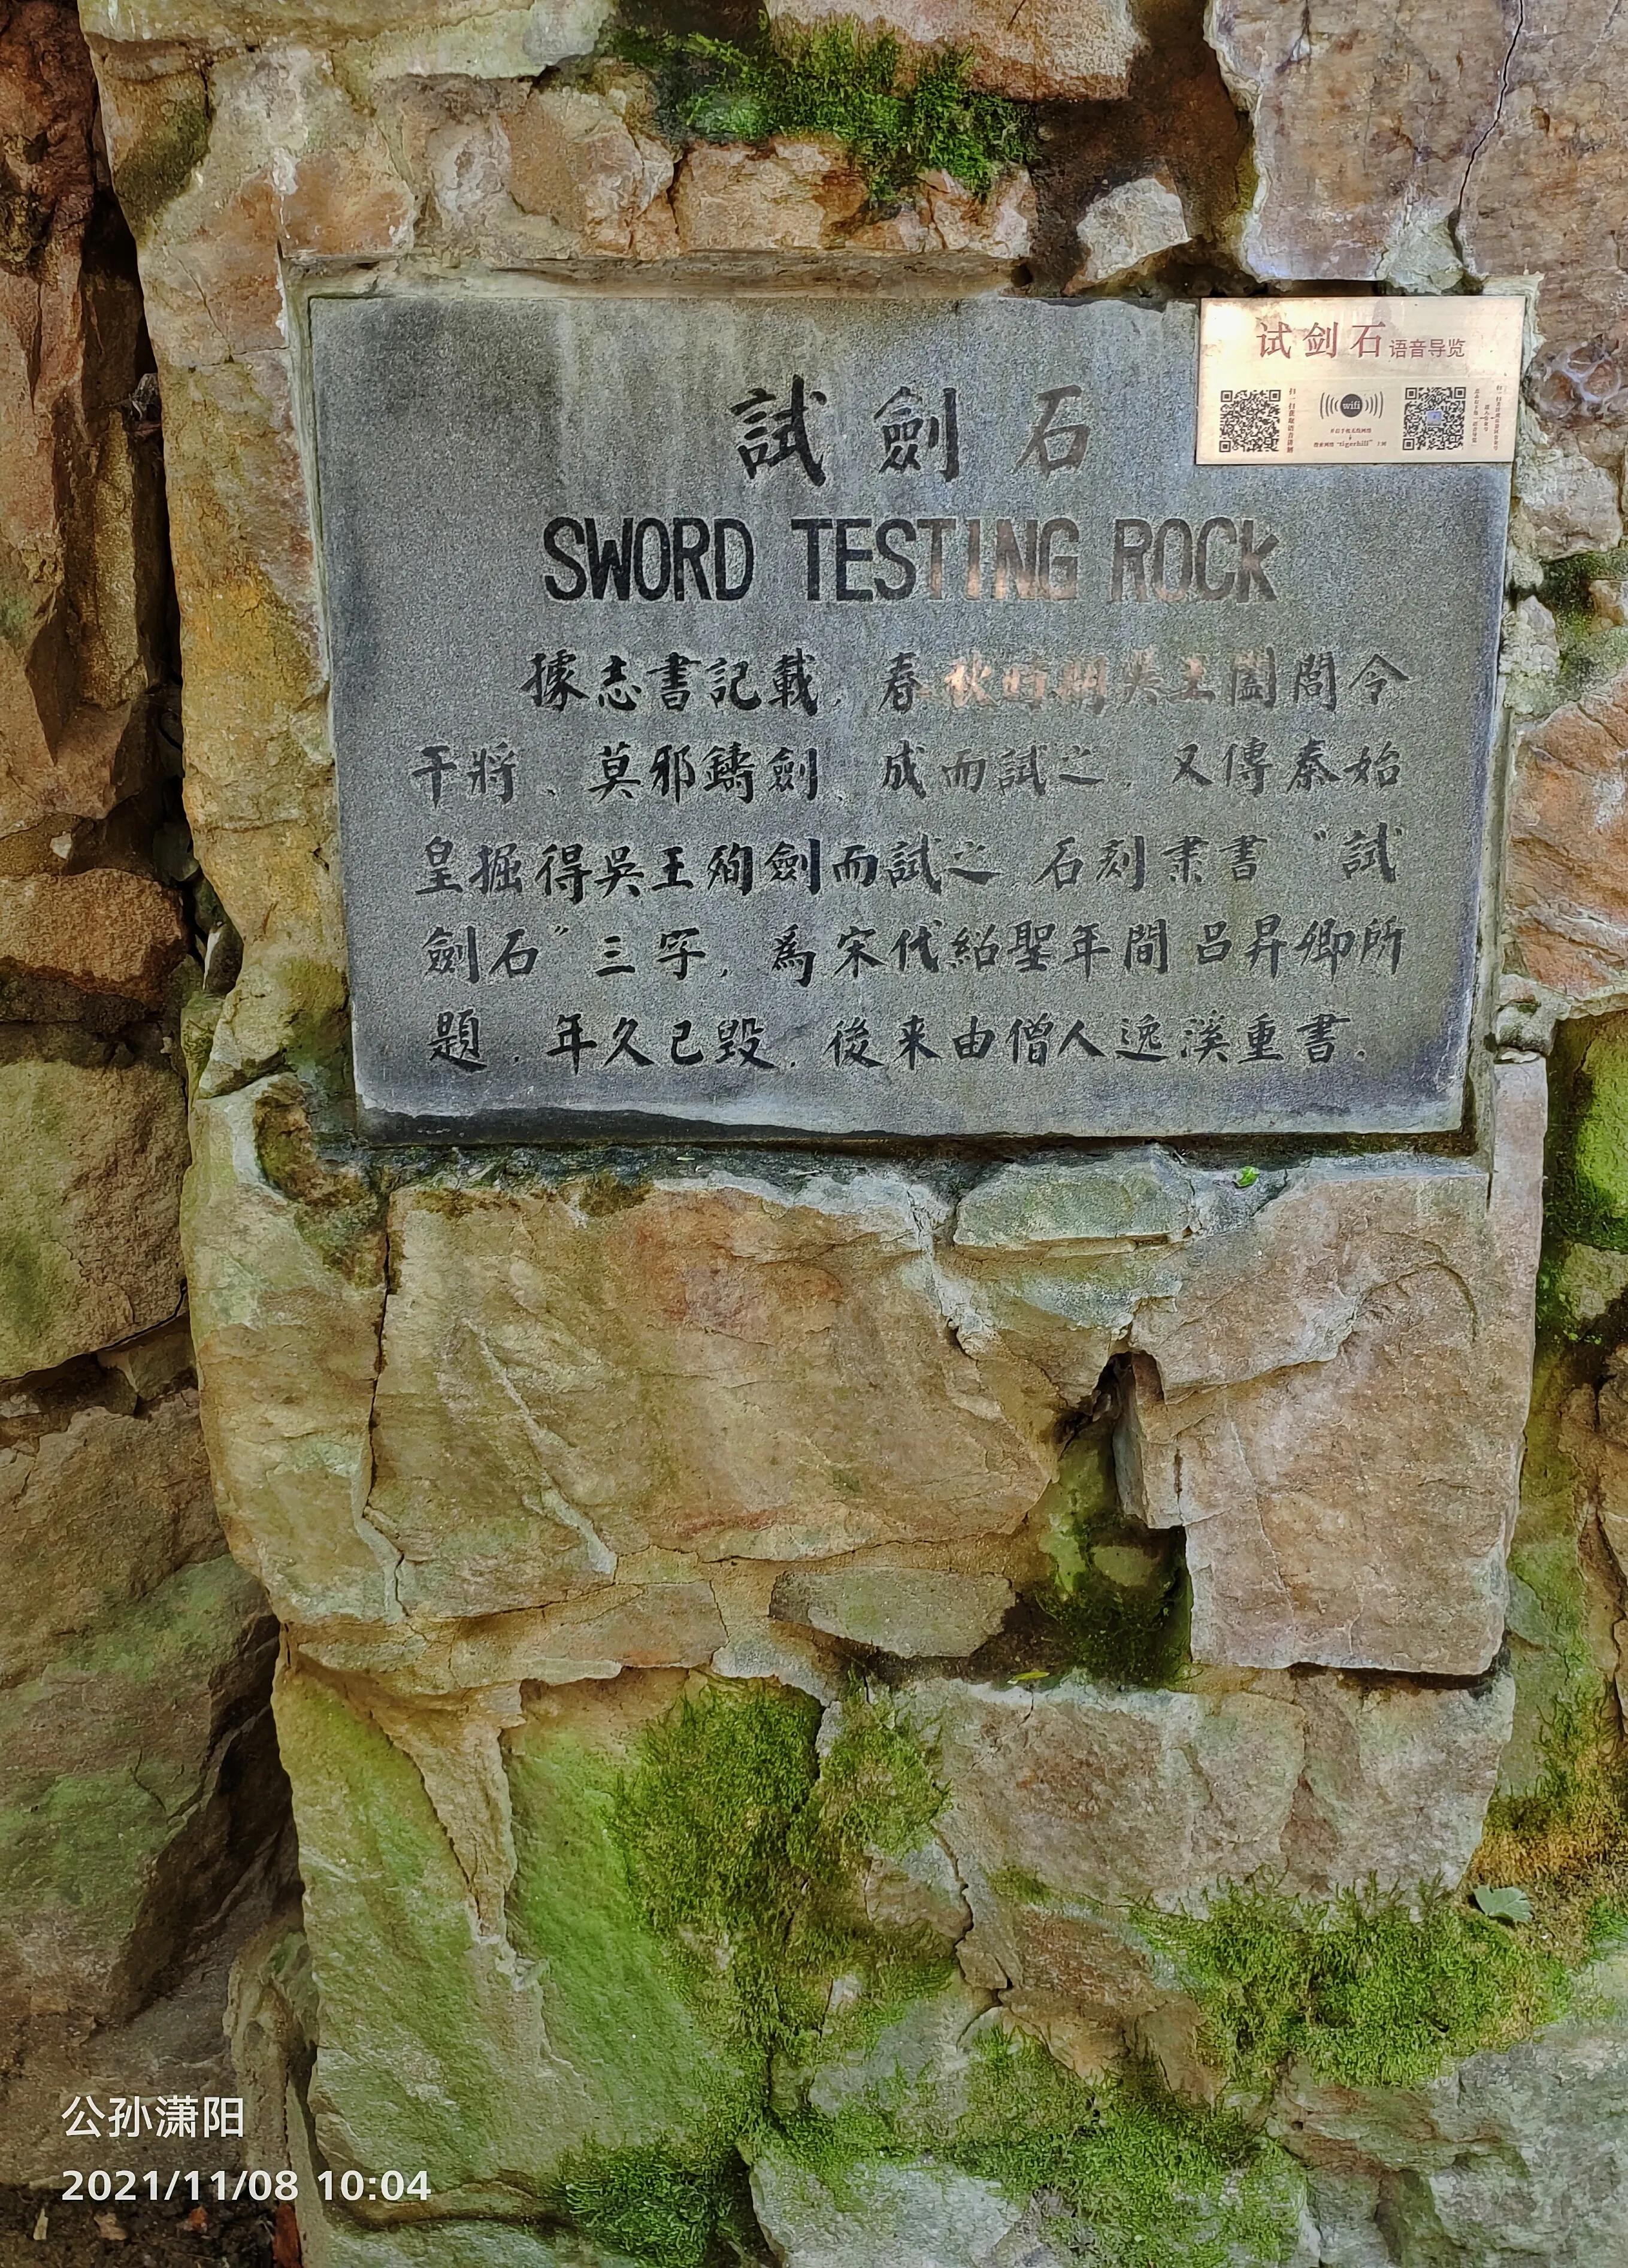 試劍石
SWORD TESTING ROCK
據志書記載，春秋時期吳王闔閭令
干將、莫邪鑄劍，成而試之，又傳秦始
皇掘得吳王殉劍而試之 石刻隶書“試
劍石”三字，為宋代紹聖年間吕昇卿所
題，年久已毀，後来由僧人逸溪重書。
试剑石语音导览
wifi
公孙潇阳
2021/11/08 10:04